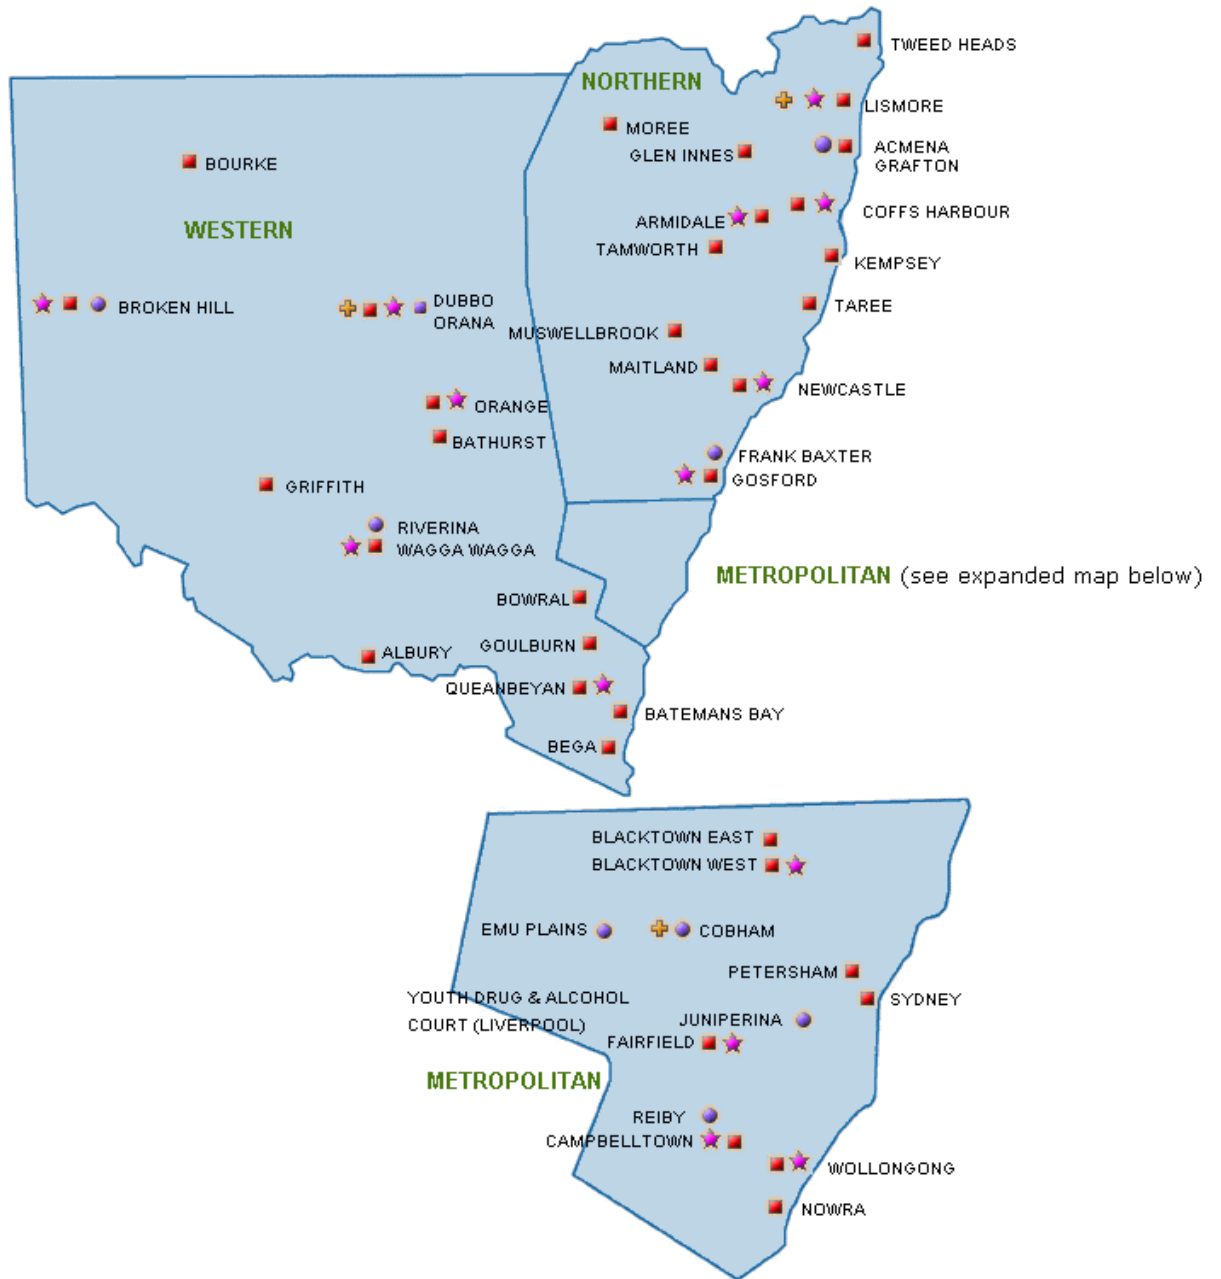 TWEED HEADS
NORTHERN
LISMORE
MOREE
ACMENA
GLEN INNES
GRAFTON
BOURKE
COFFS HARBOUR
ARMIDALE
WESTERN
TAMWORTH
KEMPSEY
BROKEN HILL
DUBBO
ORANA
TAREE
MUSWELLBROOK
MAITLAND
NEWCASTLE
ORANGE
BATHURST
FRANK BAXTER
GOSFORD
GRIFFITH
RIVERINA
WAGGA WAGGA
METROPOLITAN (see expanded map below)
BOWRAL
GOULBURN
ALBURY
QUEANBEYAN
BATEMANS BAY
BEGA
BLACKTOWN EAST
BLACKTOWN WEST
EMU PLAINS
COBHAM
PETERSHAM
YOUTH DRUG & ALCOHOL
COURT (LIVERPOOL)
SYDNEY
JUNIPERINA
FAIRFIELD
METROPOLITAN
REIBY
CAMPBELLTOWN
WOLLONGONG
NOWRA